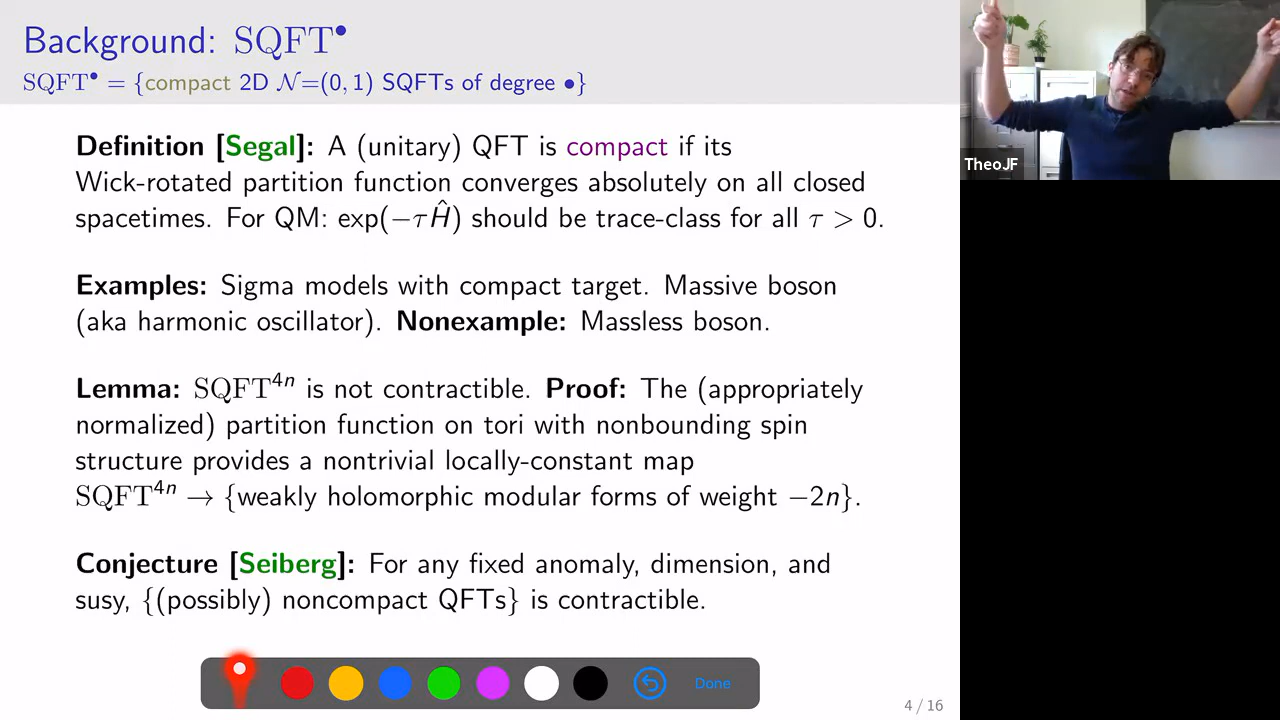 Background: SQFT•
SQFT• = {compact 2D 𝒩=(0, 1) SQFTs of degree •}
Definition [Segal]: A (unitary) QFT is compact if its
Wick-rotated partition function converges absolutely on all closed
spacetimes. For QM: exp(−τĤ) should be trace-class for all τ > 0.
Examples: Sigma models with compact target. Massive boson
(aka harmonic oscillator). Nonexample: Massless boson.
Lemma: SQFT⁴ⁿ is not contractible. Proof: The (appropriately
normalized) partition function on tori with nonbounding spin
structure provides a nontrivial locally-constant map
SQFT⁴ⁿ → {weakly holomorphic modular forms of weight −2n}.
Conjecture [Seiberg]: For any fixed anomaly, dimension, and
susy, {(possibly) noncompact QFTs} is contractible.
Done
4 / 16
TheoJF